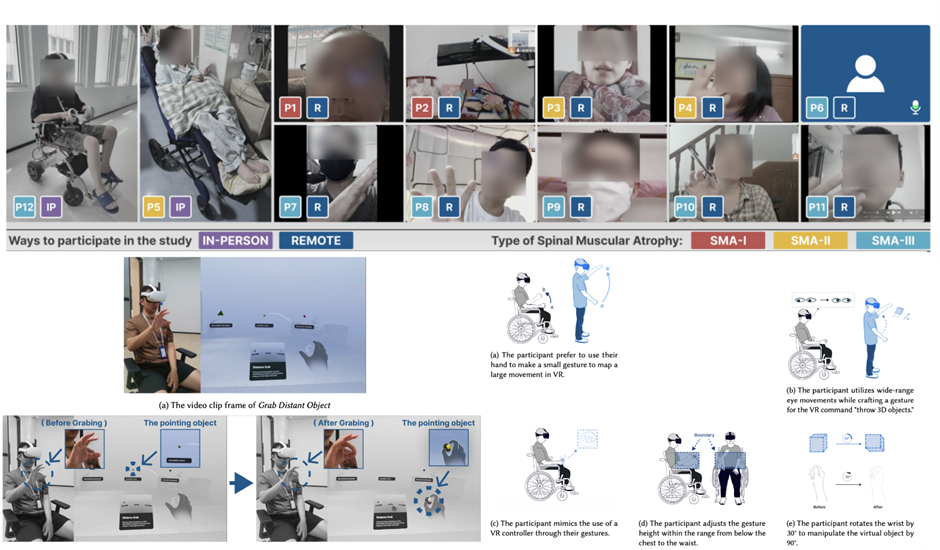 P12 IP
P5 IP
P1 R
P2 R
P3 R
P4 R
P6 R
P7 R
P8 R
P9 R
P10 R
P11 R
Ways to participate in the study IN-PERSON REMOTE Type of Spinal Muscular Atrophy: SMA-I SMA-II SMA-III
(a) The video clip frame of Grab Distant Object
( Before Grabing ) The pointing object
( After Grabing ) The pointing object
(a) The participant prefer to use their
hand to make a small gesture to map a
large movement in VR.
(b) The participant utilizes wide-range
eye movements while crafting a gesture
for the VR command "throw 3D objects."
(c) The participant mimics the use of a
VR controller through their gestures.
Boundary
(d) The participant adjusts the gesture
height within the range from below the
chest to the waist.
Before After
(e) The participant rotates the wrist by
30° to manipulate the virtual object by
90°.